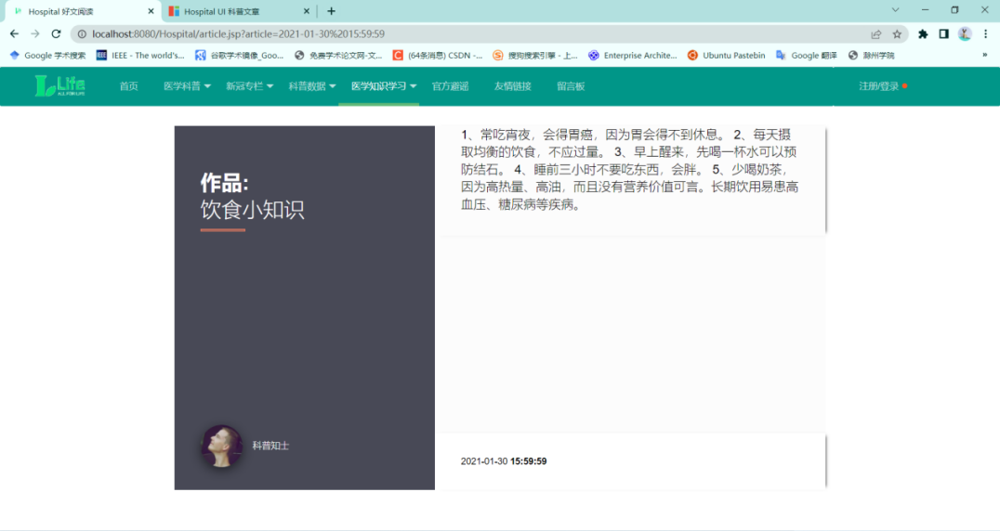 Hospital 好文阅读
Hospital UI 科普文章
localhost:8080/Hospital/article.jsp?article=2021-01-30%2015:59:59
Google 学术搜索 IEEE - The world's... 谷歌学术镜像_Goo... 免费学术论文网-文... (64条消息) CSDN -... 搜狗搜索引擎 - 上... Enterprise Archite... Ubuntu Pastebin Google 翻译 滁州学院 »
Life
ALL FOR LIFE
首页 医学科普 新冠专栏 科普数据 医学知识学习 官方避谣 友情链接 留言板 注册/登录
作品:
饮食小知识
1、常吃宵夜，会得胃癌，因为胃会得不到休息。 2、每天摄
取均衡的饮食，不应过量。 3、早上醒来，先喝一杯水可以预
防结石。 4、睡前三小时不要吃东西，会胖。 5、少喝奶茶，
因为高热量、高油，而且没有营养价值可言。长期饮用易患高
血压、糖尿病等疾病。
科普知士
2021-01-30 15:59:59